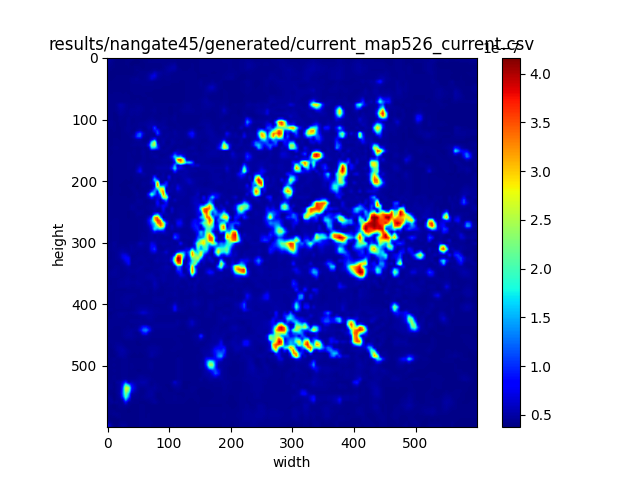 results/nangate45/generated/current_map526_current.csv
1e−7
0
100
200
300
400
500
height
0 100 200 300 400 500
width
4.0
3.5
3.0
2.5
2.0
1.5
1.0
0.5